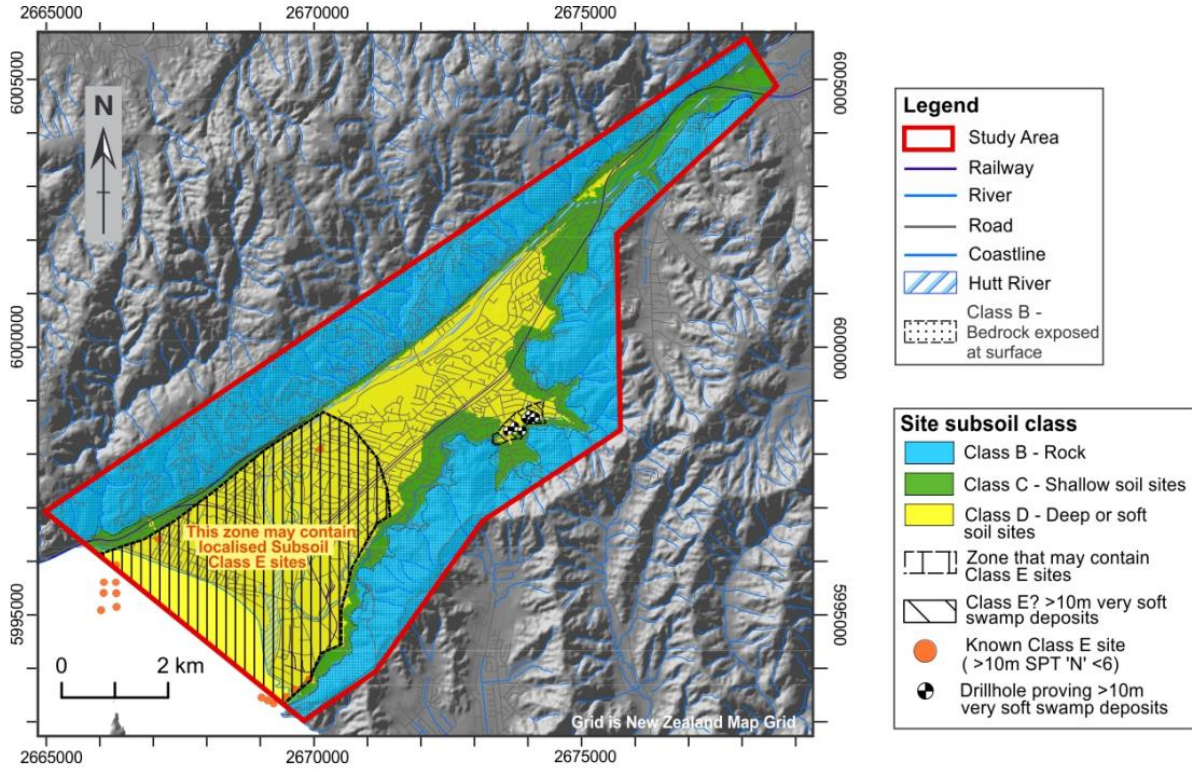 2665000 2670000 2675000
6005000
6000000
5995000
6005000
6000000
5995000
N
This zone may contain
localised Subsoil
Class E sites
0 2 km
Grid is New Zealand Map Grid
2665000 2670000 2675000
Legend
Study Area
Railway
River
Road
Coastline
Hutt River
Class B -
Bedrock exposed
at surface
Site subsoil class
Class B - Rock
Class C - Shallow soil sites
Class D - Deep or soft
soil sites
Zone that may contain
Class E sites
Class E? >10m very soft
swamp deposits
Known Class E site
( >10m SPT 'N' <6)
Drillhole proving >10m
very soft swamp deposits